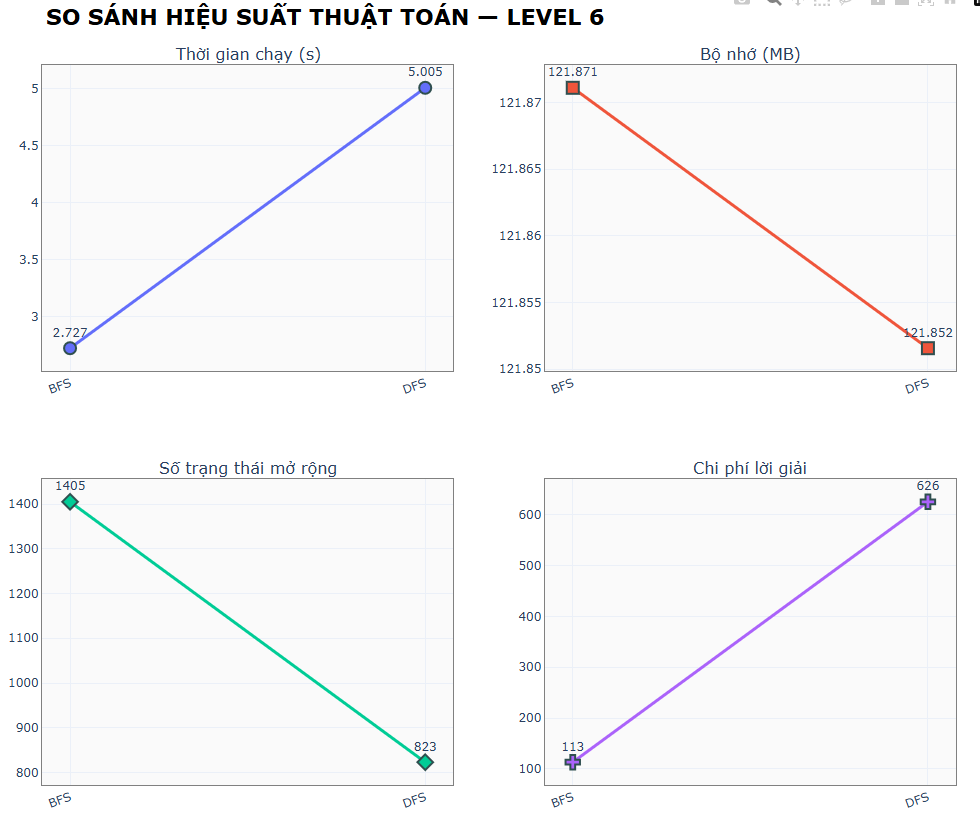 SO SÁNH HIỆU SUẤT THUẬT TOÁN — LEVEL 6
Thời gian chạy (s)
5.005
5
4.5
4
3.5
3
2.727
BFS
DFS
Bộ nhớ (MB)
121.871
121.87
121.865
121.86
121.855
121.852
121.85
BFS
DFS
Số trạng thái mở rộng
1405
1400
1300
1200
1100
1000
900
823
800
BFS
DFS
Chi phí lời giải
626
600
500
400
300
200
113
100
BFS
DFS